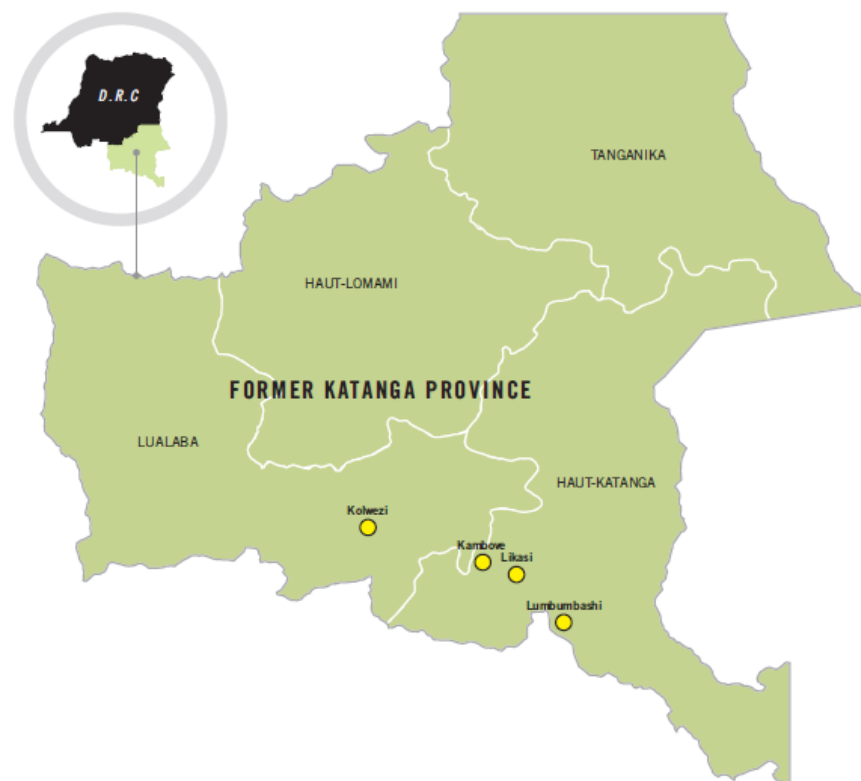 D.R.C
TANGANIKA
HAUT-LOMAMI
FORMER KATANGA PROVINCE
LUALABA
HAUT-KATANGA
Kolwezi
Kambove
Likasi
Lumbumbashi